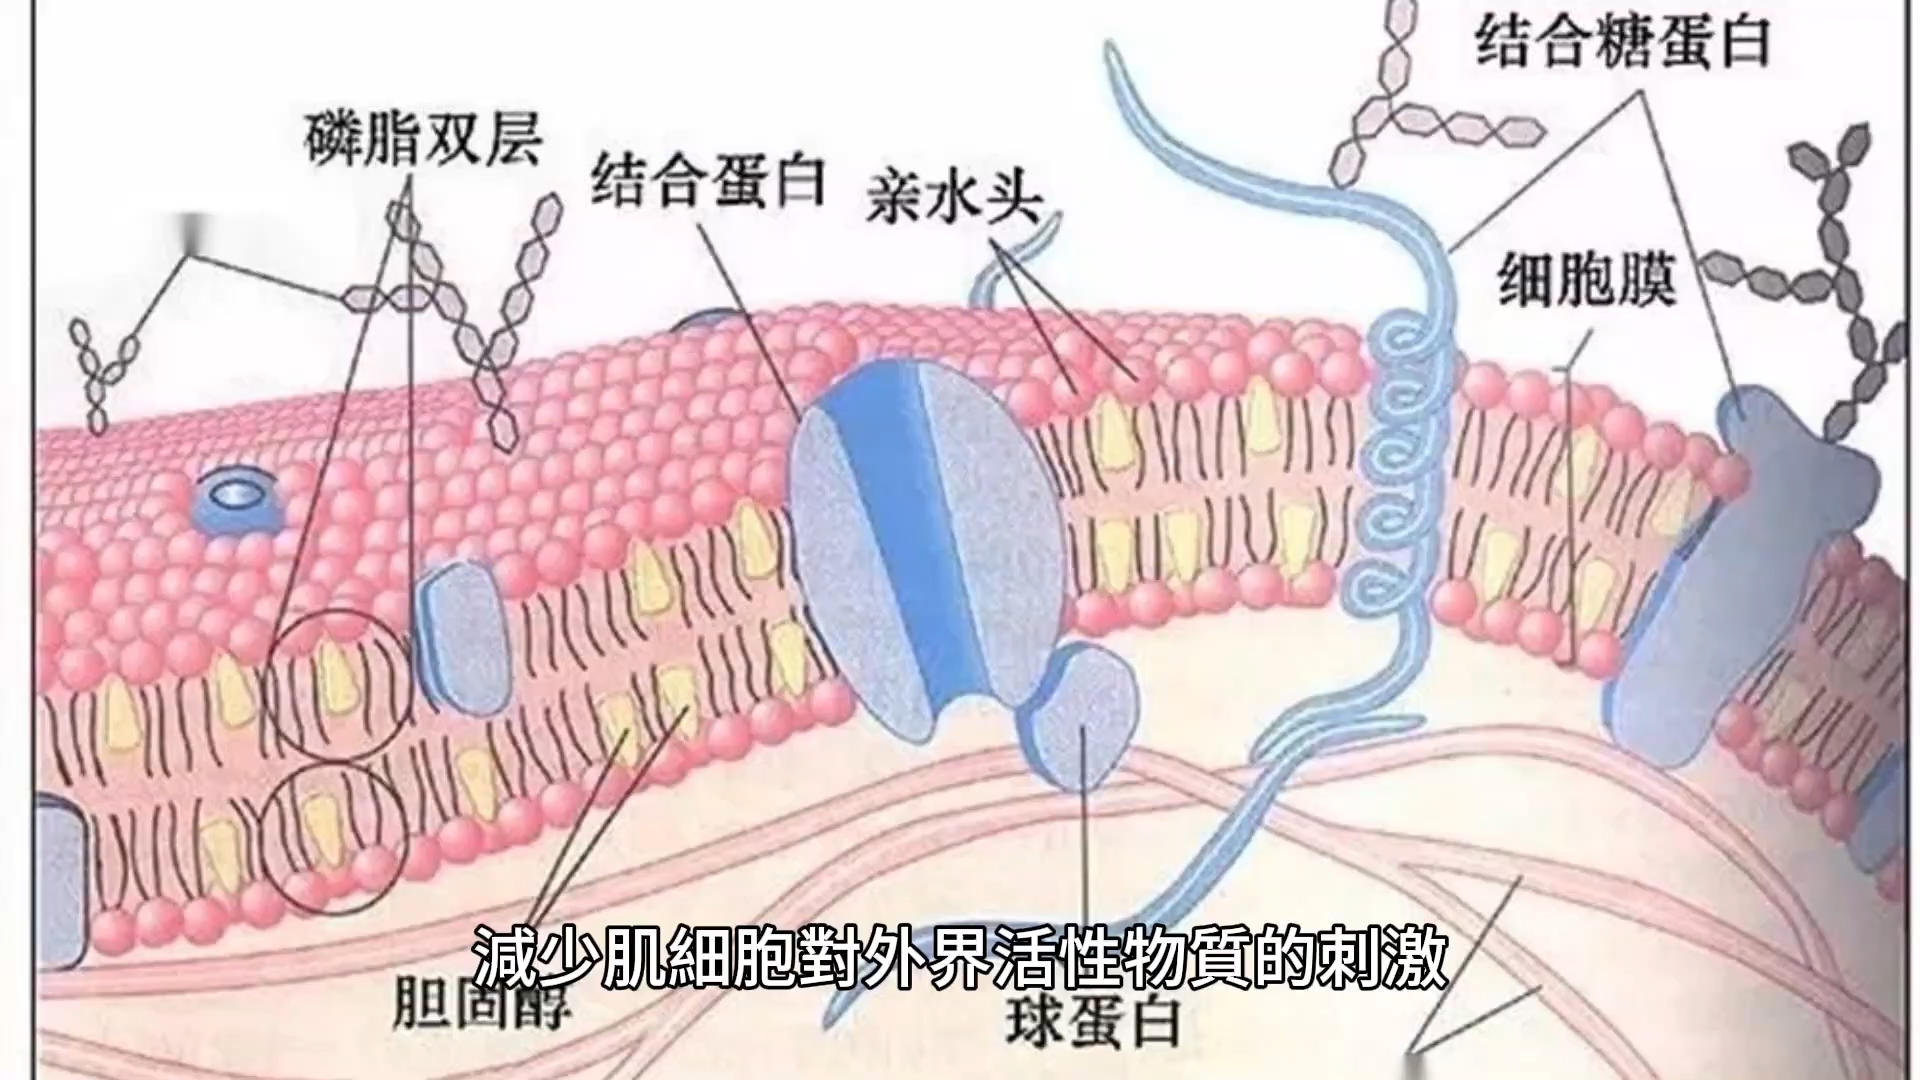 结合糖蛋白
磷脂双层
结合蛋白
亲水头
细胞膜
減少肌細胞對外界活性物質的刺激
胆固醇
球蛋白